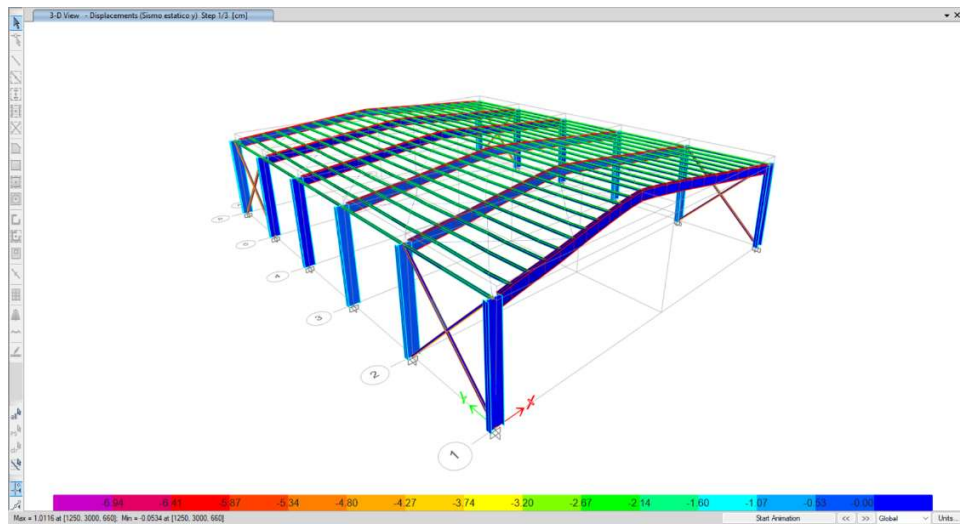 3-D View - Displacements (Sismo estatico y) Step 1/3 [cm]
4
3
2
1
Y
X
-6.94 -6.41 -5.87 -5.34 -4.80 -4.27 -3.74 -3.20 -2.67 -2.14 -1.60 -1.07 -0.53 -0.00
Max = 1.0116 at [1250, 3000, 660]; Min = -0.0534 at [1250, 3000, 660]
Start Animation << >> Global Units...